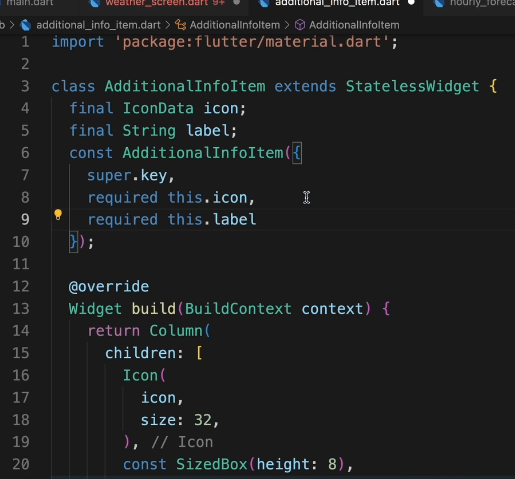 main.dart weather_screen.dart 9+ additional_info_item.dart hourly_foreca
b > additional_info_item.dart > AdditionalInfoItem > AdditionalInfoItem
1 import 'package:flutter/material.dart';
2
3 class AdditionalInfoItem extends StatelessWidget {
4 final IconData icon;
5 final String label;
6 const AdditionalInfoItem({
7 super.key,
8 required this.icon,
9 required this.label
10 });
11
12 @override
13 Widget build(BuildContext context) {
14 return Column(
15 children: [
16 Icon(
17 icon,
18 size: 32,
19 ), // Icon
20 const SizedBox(height: 8),